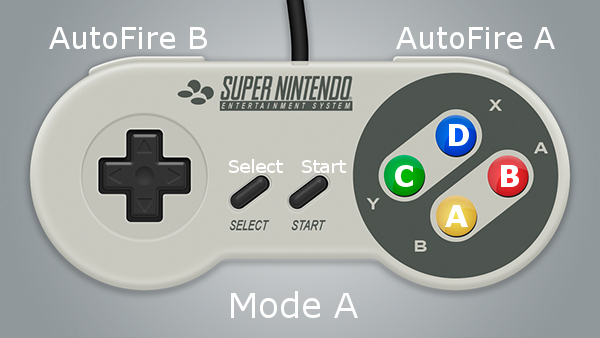 AutoFire B
AutoFire A
SUPER NINTENDO
ENTERTAINMENT SYSTEM
X
D
A
Select
Start
C
B
Y
A
SELECT
START
B
Mode A